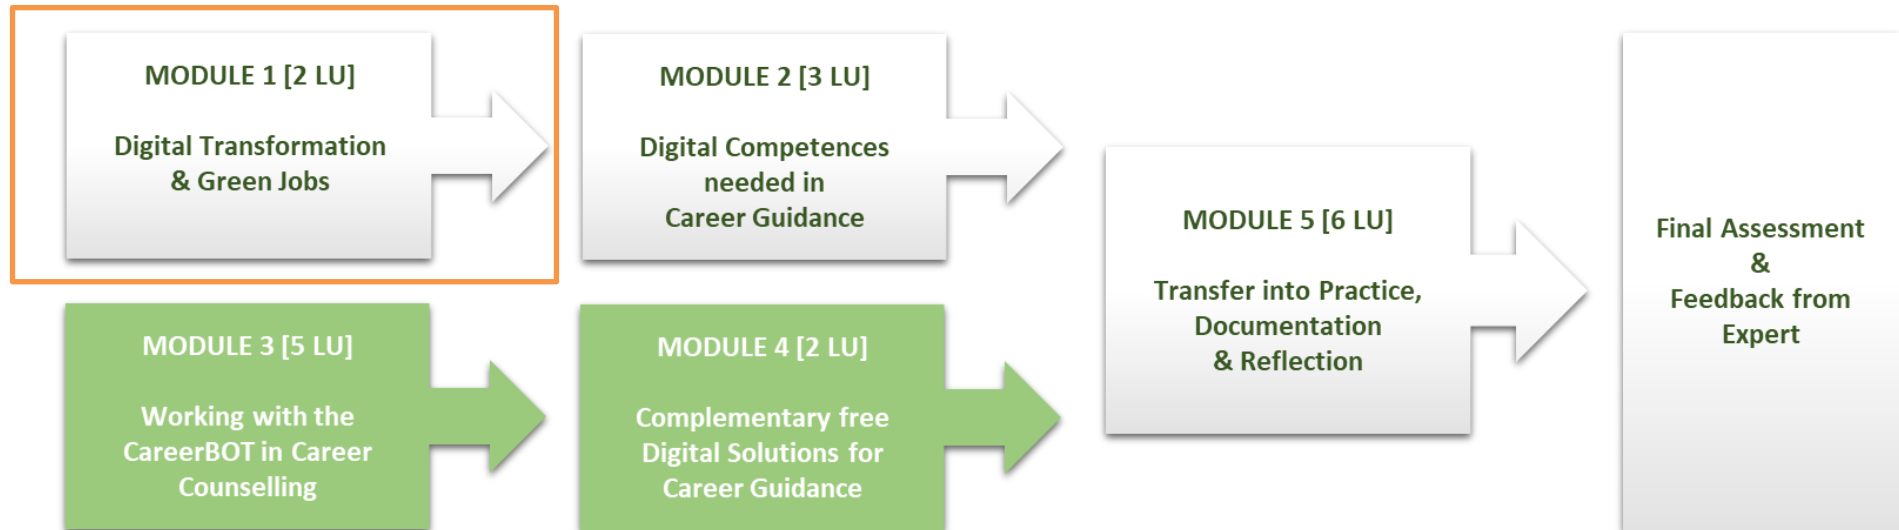 MODULE 1 [2 LU]
Digital Transformation
& Green Jobs
MODULE 2 [3 LU]
Digital Competences
needed in
Career Guidance
MODULE 3 [5 LU]
Working with the
CareerBOT in Career
Counselling
MODULE 4 [2 LU]
Complementary free
Digital Solutions for
Career Guidance
MODULE 5 [6 LU]
Transfer into Practice,
Documentation
& Reflection
Final Assessment
&
Feedback from
Expert